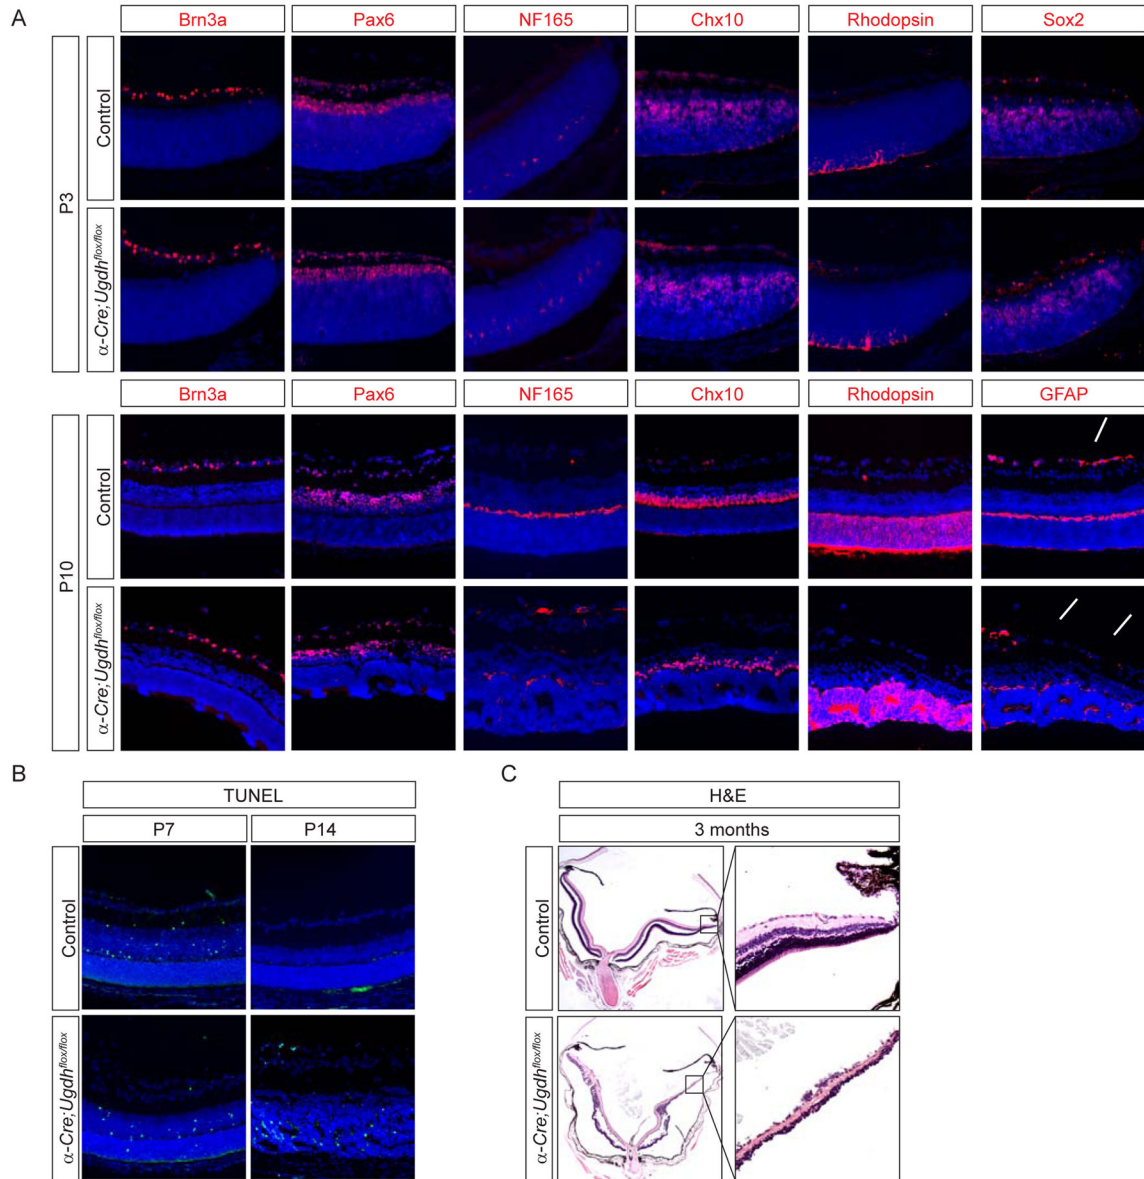 A
Brn3a Pax6 NF165 Chx10 Rhodopsin Sox2
P3
Control
α-Cre;Ugdhflox/flox
Brn3a Pax6 NF165 Chx10 Rhodopsin GFAP
P10
Control
α-Cre;Ugdhflox/flox
B
TUNEL
P7 P14
Control
α-Cre;Ugdhflox/flox
C
H&E
3 months
Control
α-Cre;Ugdhflox/flox